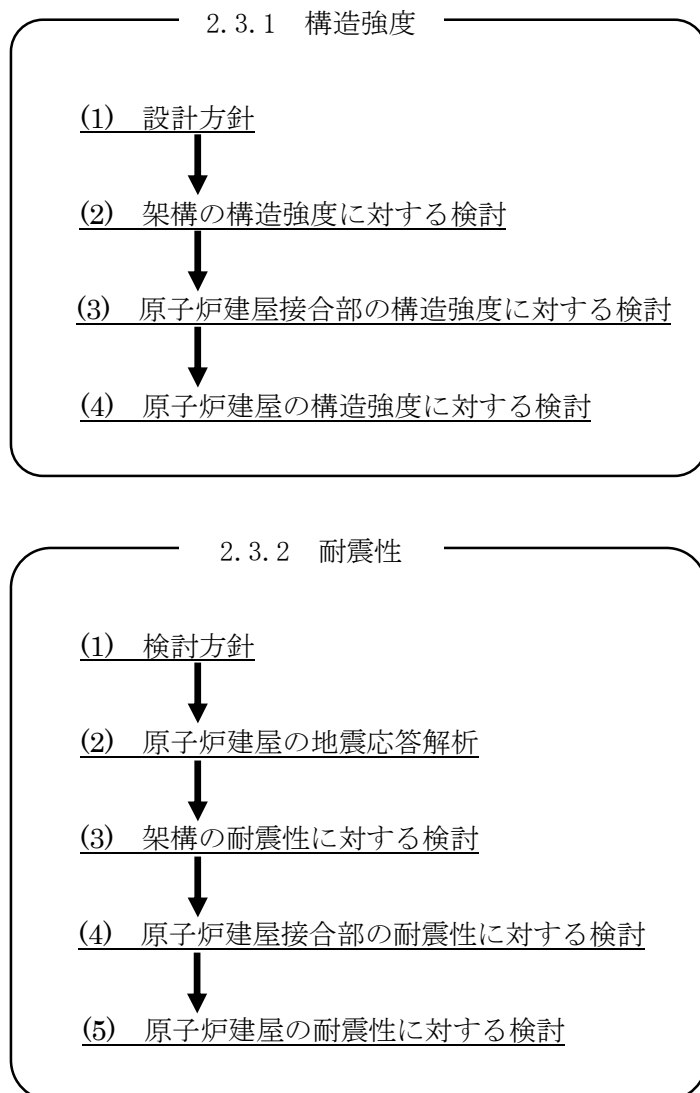 2.3.1 構造強度
(1) 設計方針
(2) 架構の構造強度に対する検討
(3) 原子炉建屋接合部の構造強度に対する検討
(4) 原子炉建屋の構造強度に対する検討
2.3.2 耐震性
(1) 検討方針
(2) 原子炉建屋の地震応答解析
(3) 架構の耐震性に対する検討
(4) 原子炉建屋接合部の耐震性に対する検討
(5) 原子炉建屋の耐震性に対する検討